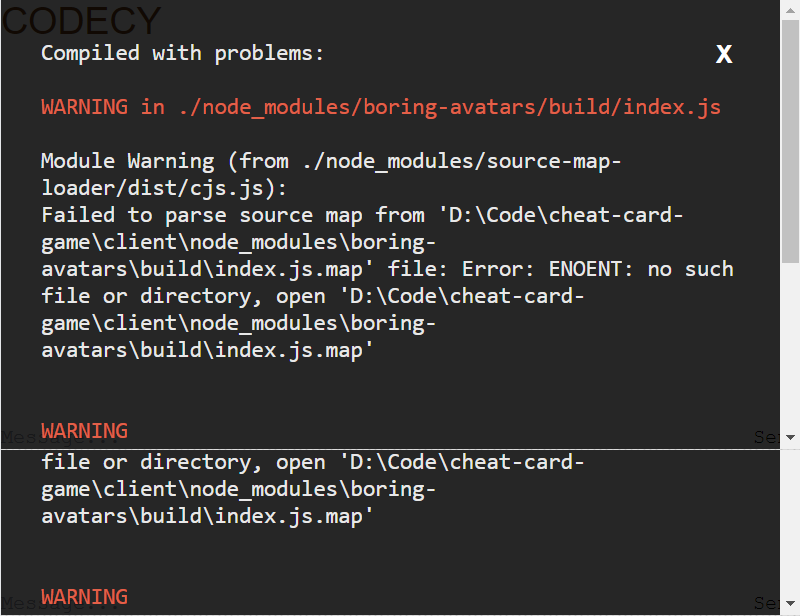 CODECY
Compiled with problems:
X
WARNING in ./node_modules/boring-avatars/build/index.js
Module Warning (from ./node_modules/source-map-
loader/dist/cjs.js):
Failed to parse source map from 'D:\Code\cheat-card-
game\client\node_modules\boring-
avatars\build\index.js.map' file: Error: ENOENT: no such
file or directory, open 'D:\Code\cheat-card-
game\client\node_modules\boring-
avatars\build\index.js.map'
WARNING
file or directory, open 'D:\Code\cheat-card-
game\client\node_modules\boring-
avatars\build\index.js.map'
WARNING